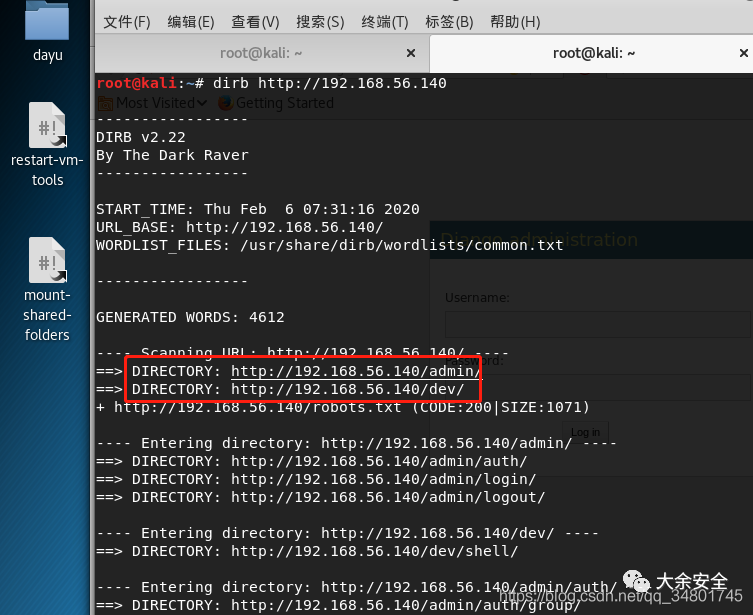 文件(F) 编辑(E) 查看(V) 搜索(S) 终端(T) 标签(B) 帮助(H)
root@kali: ~ × root@kali: ~ ×
dayu
restart-vm-
tools
mount-
shared-
folders
root@kali:~# dirb http://192.168.56.140
Most Visited Getting Started
-----------------
DIRB v2.22
By The Dark Raver
-----------------
START_TIME: Thu Feb  6 07:31:16 2020
URL_BASE: http://192.168.56.140/
WORDLIST_FILES: /usr/share/dirb/wordlists/common.txt
Django administration
-----------------
Username:
GENERATED WORDS: 4612
---- Scanning URL: http://192.168.56.140/ ----
Password:
==> DIRECTORY: http://192.168.56.140/admin/
==> DIRECTORY: http://192.168.56.140/dev/
+ http://192.168.56.140/robots.txt (CODE:200|SIZE:1071)
Log in
---- Entering directory: http://192.168.56.140/admin/ ----
==> DIRECTORY: http://192.168.56.140/admin/auth/
==> DIRECTORY: http://192.168.56.140/admin/login/
==> DIRECTORY: http://192.168.56.140/admin/logout/
---- Entering directory: http://192.168.56.140/dev/ ----
==> DIRECTORY: http://192.168.56.140/dev/shell/
---- Entering directory: http://192.168.56.140/admin/auth/
==> DIRECTORY: http://192.168.56.140/admin/auth/group/
大余安全
https://blog.csdn.net/qq_34801745